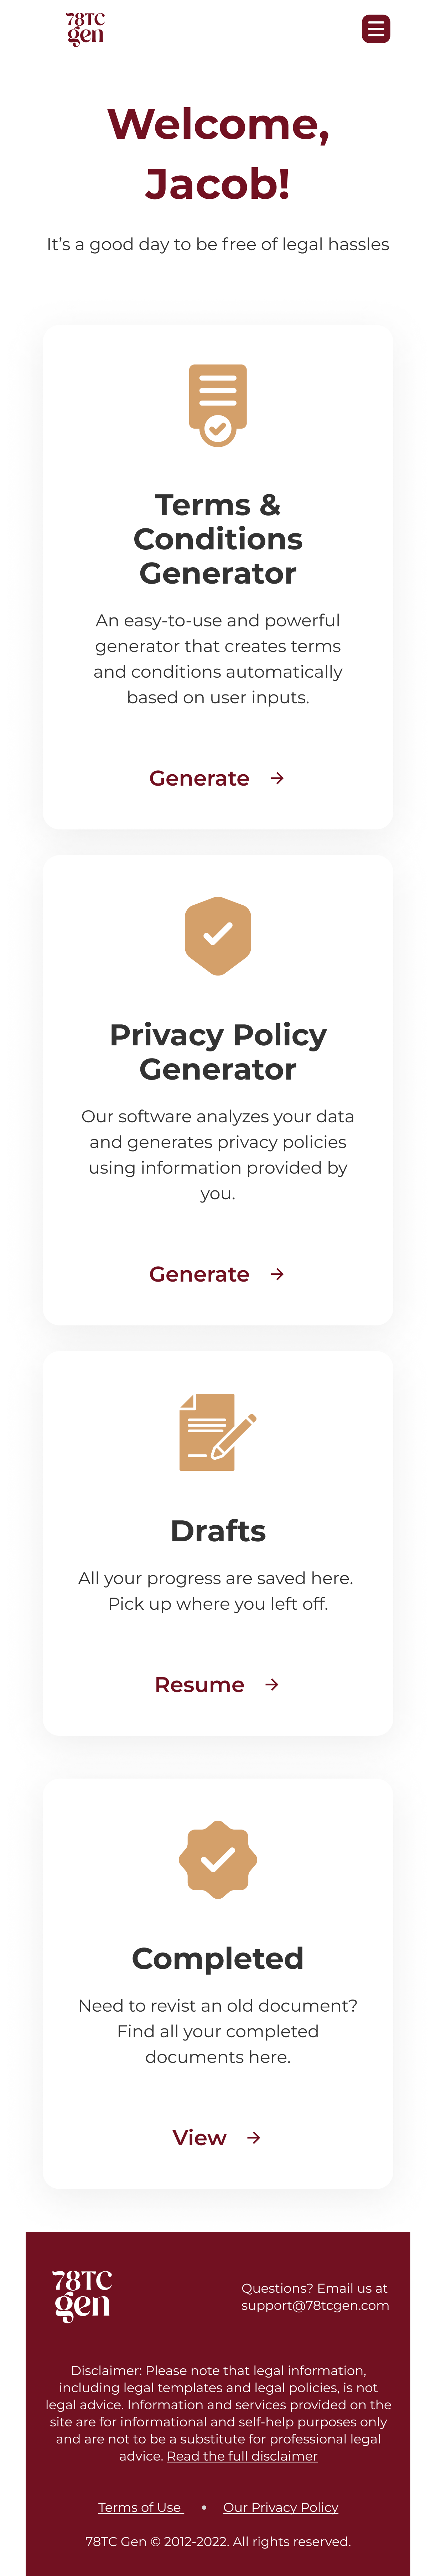 78TC
gen
Welcome,
Jacob!
It’s a good day to be free of legal hassles
Terms &
Conditions
Generator
An easy-to-use and powerful
generator that creates terms
and conditions automatically
based on user inputs.
Generate
Privacy Policy
Generator
Our software analyzes your data
and generates privacy policies
using information provided by
you.
Generate
Drafts
All your progress are saved here.
Pick up where you left off.
Resume
Completed
Need to revist an old document?
Find all your completed
documents here.
View
78TC
gen
Questions? Email us at
support@78tcgen.com
Disclaimer: Please note that legal information,
including legal templates and legal policies, is not
legal advice. Information and services provided on the
site are for informational and self-help purposes only
and are not to be a substitute for professional legal
advice. Read the full disclaimer
Terms of Use • Our Privacy Policy
78TC Gen © 2012-2022. All rights reserved.